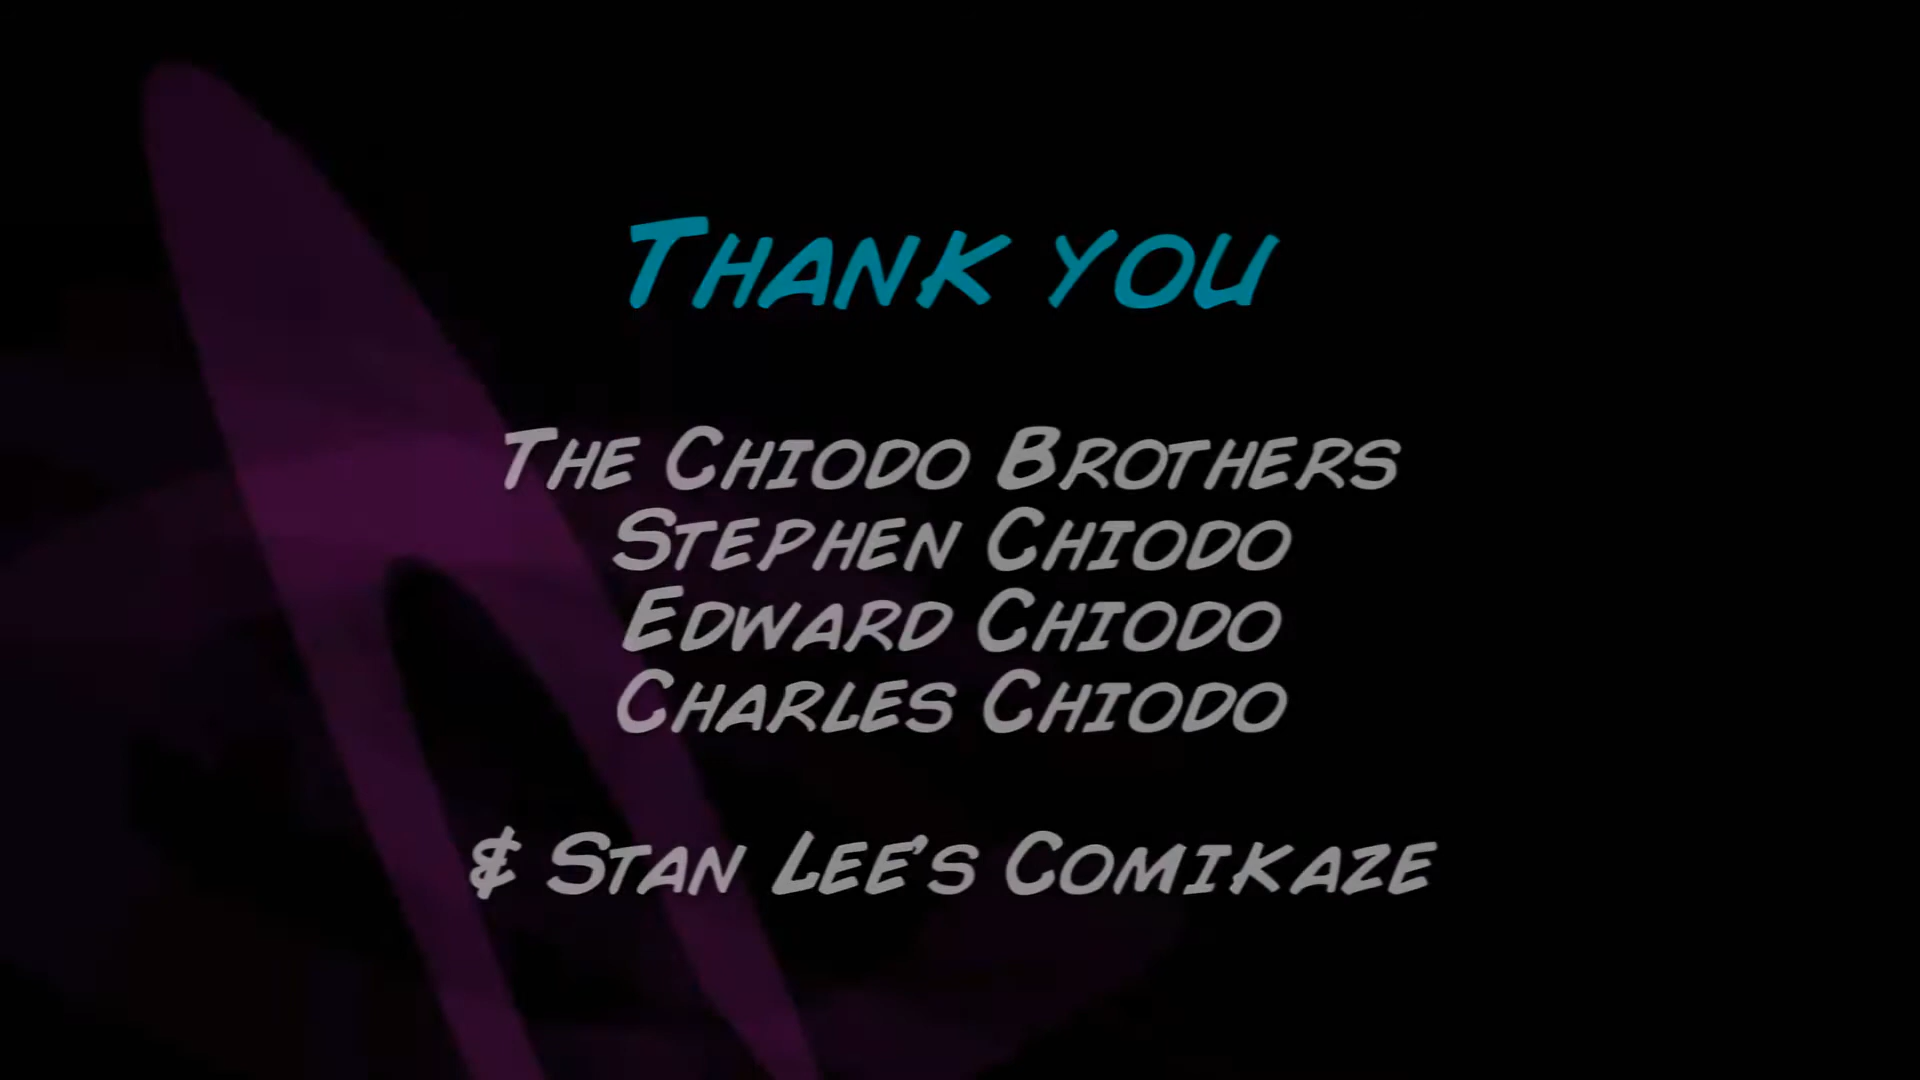 Thank you
The Chiodo Brothers
Stephen Chiodo
Edward Chiodo
Charles Chiodo
& Stan Lee's Comikaze